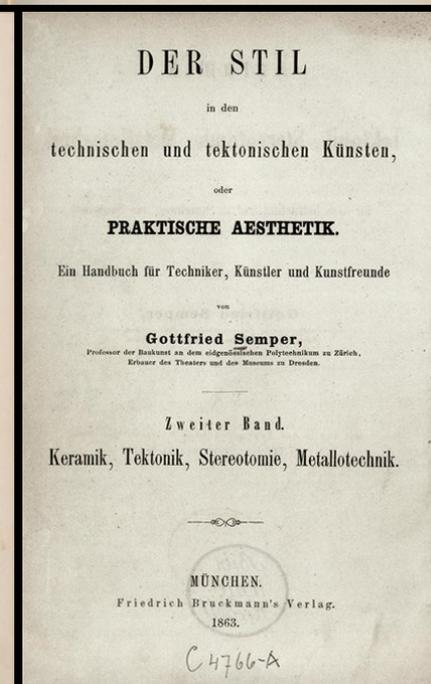 DER STIL
in den
technischen und tektonischen Künsten,
oder
PRAKTISCHE AESTHETIK.
Ein Handbuch für Techniker, Künstler und Kunstfreunde
von
Gottfried Semper,
Professor der Baukunst an dem eidgenössischen Polytechnikum zu Zürich,
Erbauer des Theaters und des Museums zu Dresden.
Zweiter Band.
Keramik, Tektonik, Stereotomie, Metallotechnik.
MÜNCHEN.
Friedrich Bruckmann's Verlag.
1863.
C 4766-A